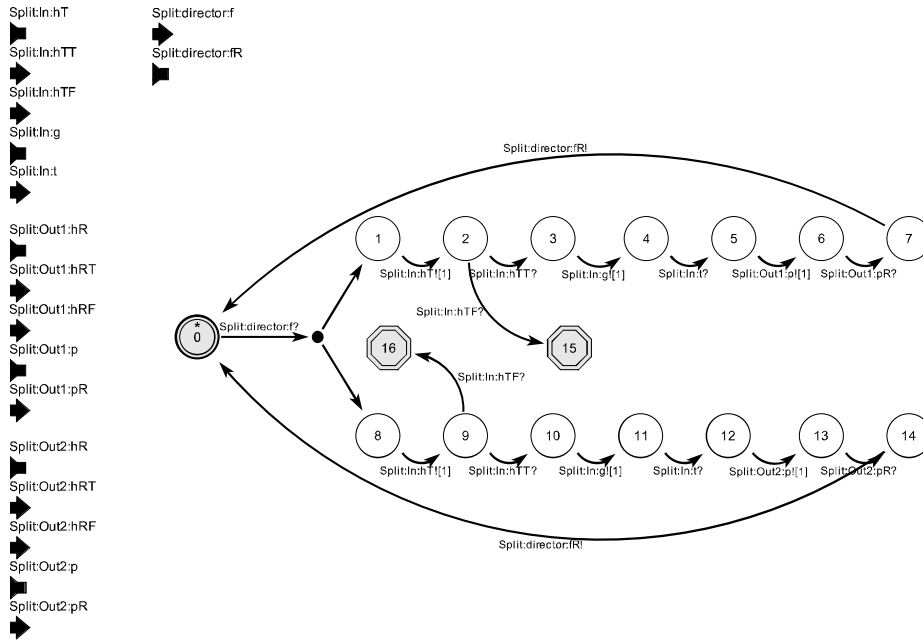 Split:In:hT
Split:In:hTT
Split:In:hTF
Split:In:g
Split:In:t
Split:Out1:hR
Split:Out1:hRT
Split:Out1:hRF
Split:Out1:p
Split:Out1:pR
Split:Out2:hR
Split:Out2:hRT
Split:Out2:hRF
Split:Out2:p
Split:Out2:pR
Split:director:f
Split:director:fR
Split:director:fR!
1
2
3
4
5
6
7
Split:In:hT![1]
Split:In:hTT?
Split:In:g![1]
Split:In:t?
Split:Out1:p![1]
Split:Out1:pR?
Split:In:hTF?
*
0
Split:director:f?
16
15
Split:In:hTF?
8
9
10
11
12
13
14
Split:In:hT![1]
Split:In:hTT?
Split:In:g![1]
Split:In:t?
Split:Out2:p![1]
Split:Out2:pR?
Split:director:fR!